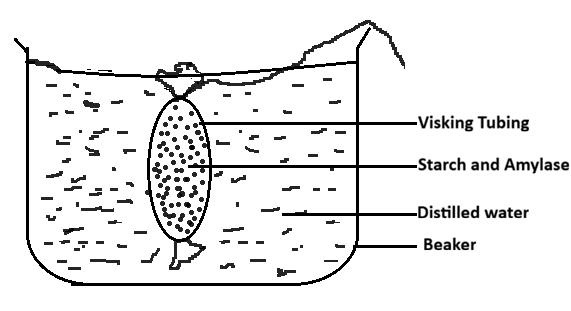 Visking Tubing
Starch and Amylase
Distilled water
Beaker